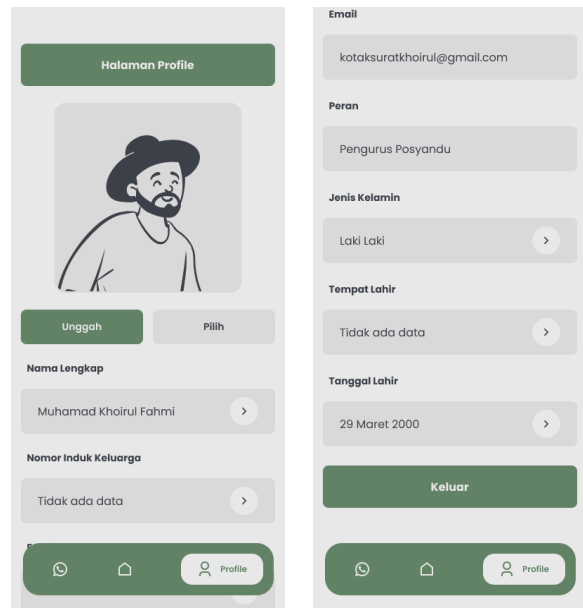 Halaman Profile
Unggah
Pilih
Nama Lengkap
Muhamad Khoirul Fahmi
Nomor Induk Keluarga
Tidak ada data
Profile
Email
kotaksuratkhoirul@gmail.com
Peran
Pengurus Posyandu
Jenis Kelamin
Laki Laki
Tempat Lahir
Tidak ada data
Tanggal Lahir
29 Maret 2000
Keluar
Profile